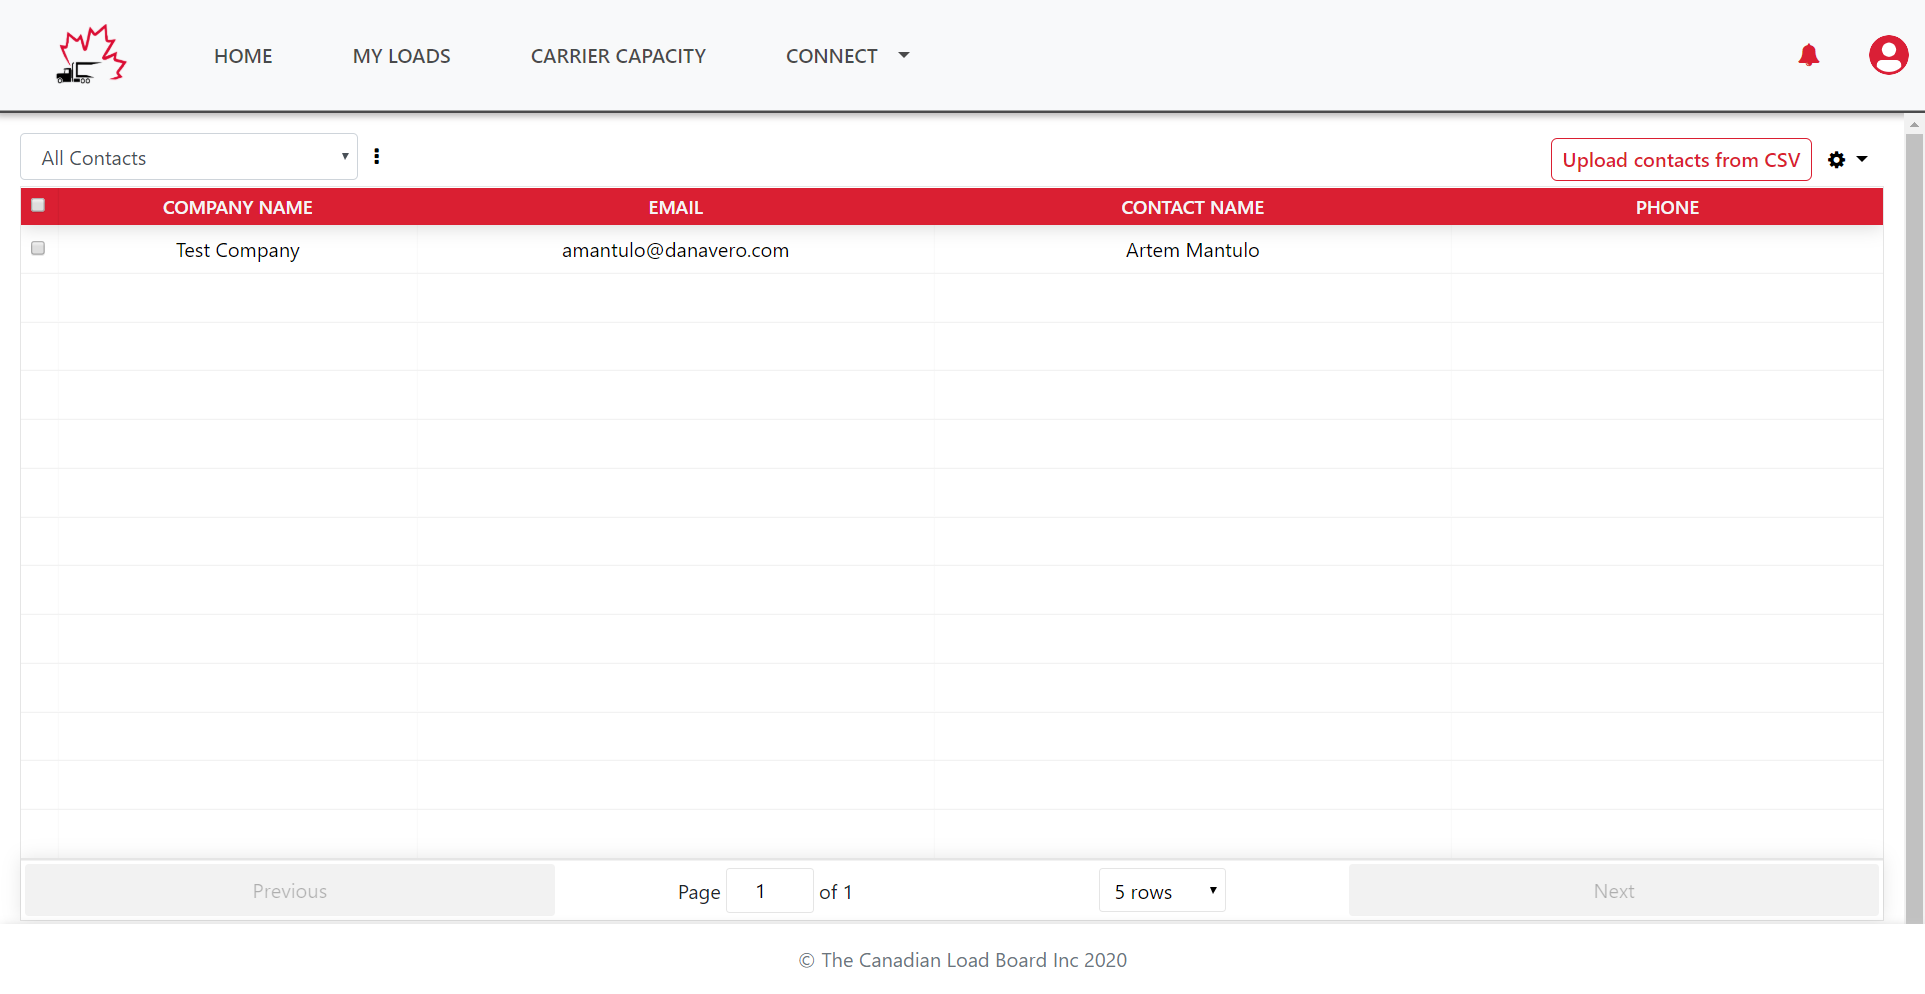 HOME MY LOADS CARRIER CAPACITY CONNECT
All Contacts Upload contacts from CSV
COMPANY NAME EMAIL CONTACT NAME PHONE
Test Company amantulo@danavero.com Artem Mantulo
Previous Page 1 of 1 5 rows Next
© The Canadian Load Board Inc 2020